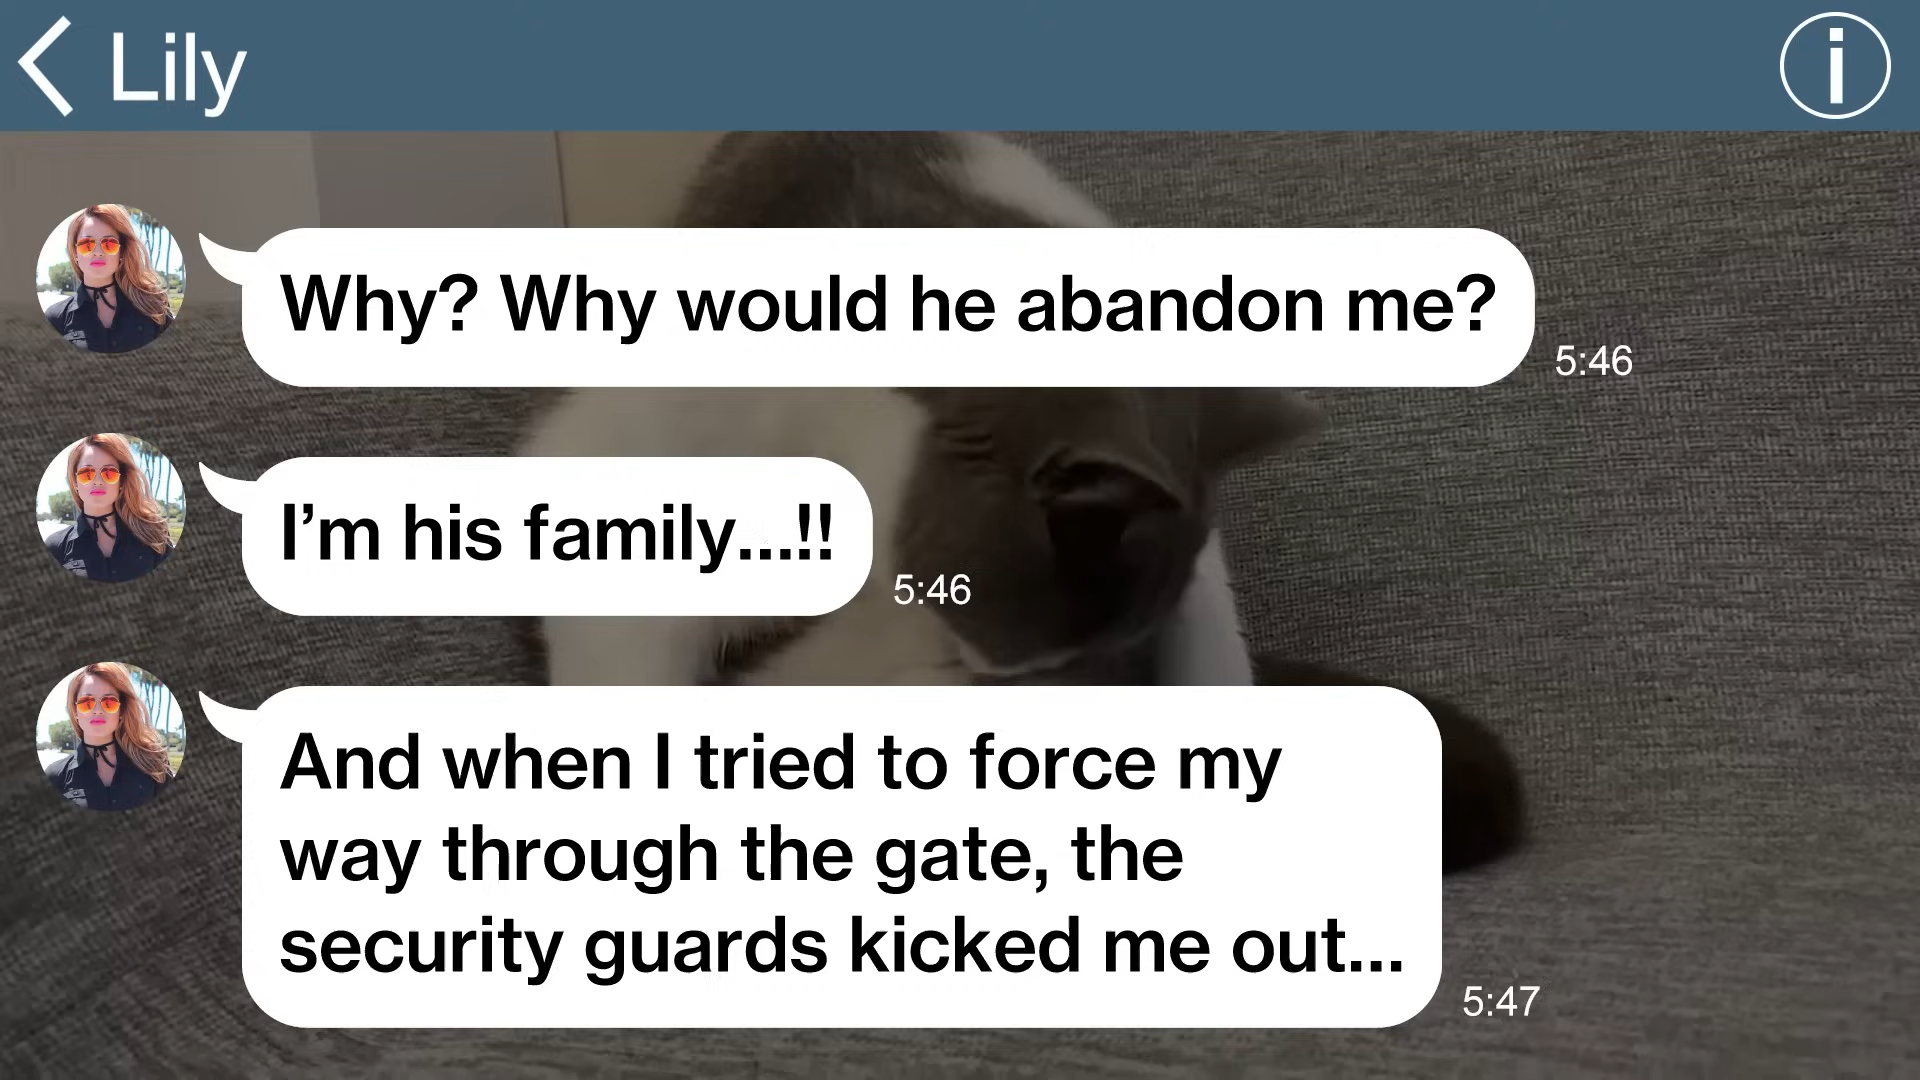 Lily
Why? Why would he abandon me?
5:46
I’m his family...!!
5:46
And when I tried to force my
way through the gate, the
security guards kicked me out...
5:47